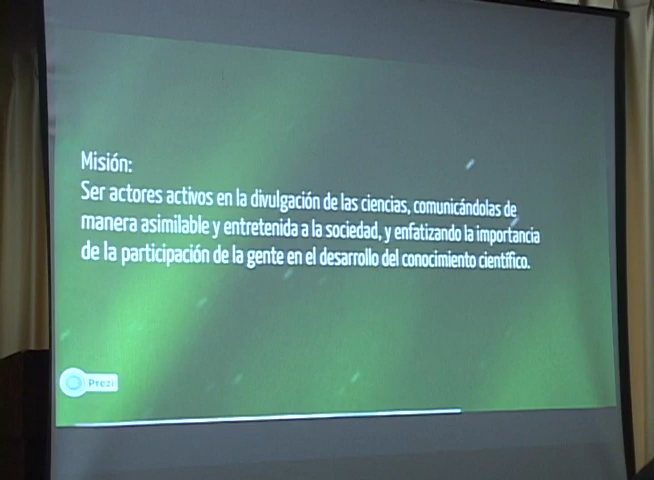 Misión:
Ser actores activos en la divulgación de las ciencias, comunicándolas de
manera asimilable y entretenida a la sociedad, y enfatizando la importancia
de la participación de la gente en el desarrollo del conocimiento científico.
Prezi